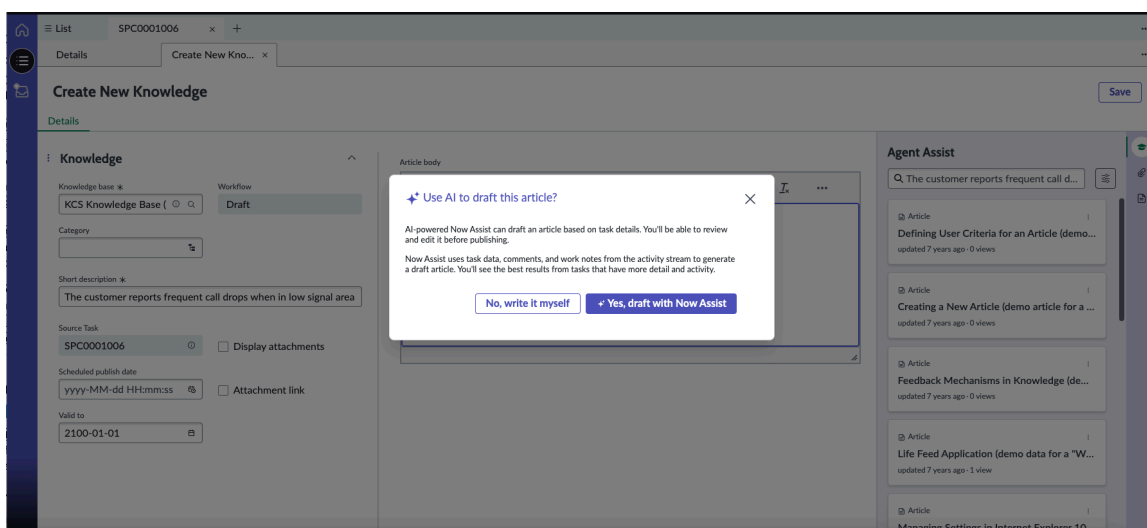 List
SPC0001006
Details
Create New Kno...
Create New Knowledge
Save
Details
Knowledge
Knowledge base *
KCS Knowledge Base (
Workflow
Draft
Category
Short description *
The customer reports frequent call drops when in low signal area
Source Task
SPC0001006
Display attachments
Scheduled publish date
yyyy-MM-dd HH:mm:ss
Attachment link
Valid to
2100-01-01
Article body
Use AI to draft this article?
AI-powered Now Assist can draft an article based on task details. You'll be able to review
and edit it before publishing.
Now Assist uses task data, comments, and work notes from the activity stream to generate
a draft article. You'll see the best results from tasks that have more detail and activity.
No, write it myself
Yes, draft with Now Assist
Agent Assist
The customer reports frequent call d...
Article
Defining User Criteria for an Article (demo...
updated 7 years ago · 0 views
Article
Creating a New Article (demo article for a ...
updated 7 years ago · 0 views
Article
Feedback Mechanisms in Knowledge (de...
updated 7 years ago · 0 views
Article
Life Feed Application (demo data for a "W...
updated 7 years ago · 1 view
Article
Managing Settings in Internet Explorer 10